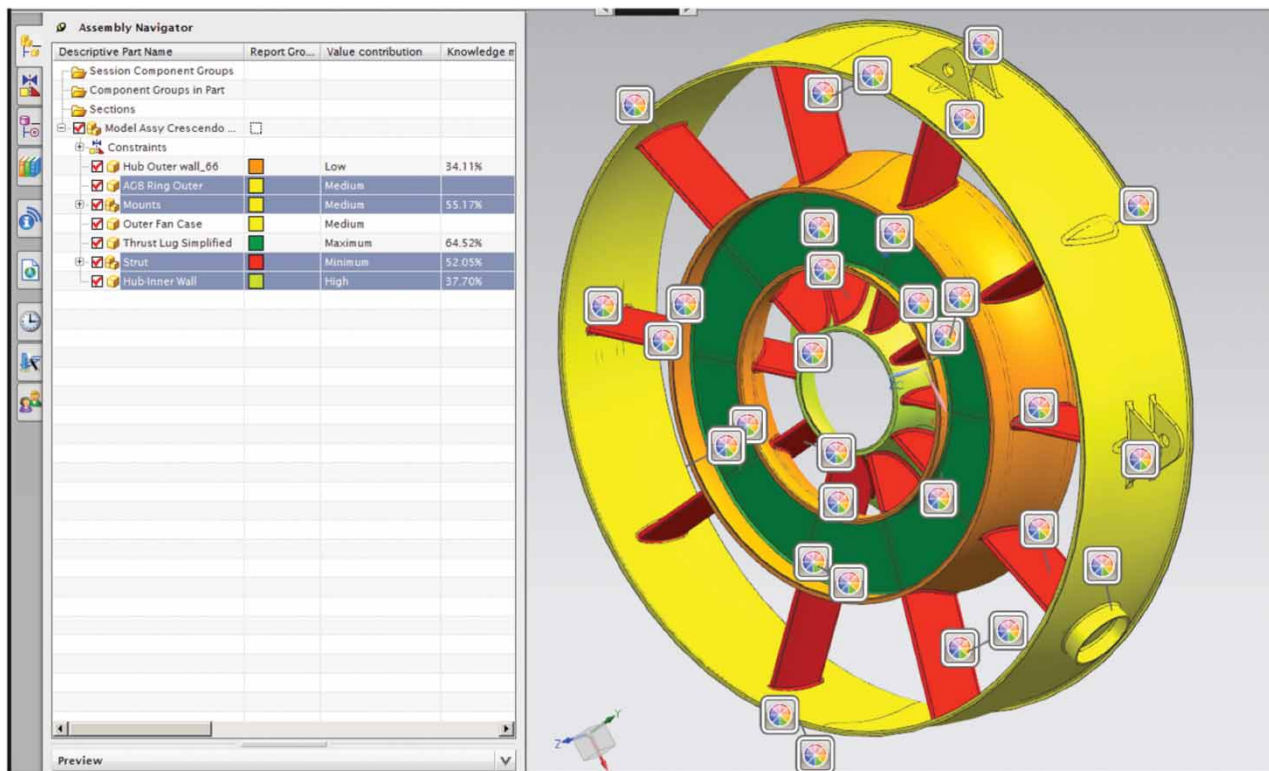 Assembly Navigator
Descriptive Part Name Report Gro... Value contribution Knowledge m
Session Component Groups
Component Groups in Part
Sections
Model Assy Crescendo ...
Constraints
Hub Outer wall_66 Low 34.11%
AGB Ring Outer Medium
Mounts Medium 55.17%
Outer Fan Case Medium
Thrust Lug Simplified Maximum 64.52%
Strut Minimum 52.05%
Hub-Inner Wall High 37.70%
Preview
Z Y